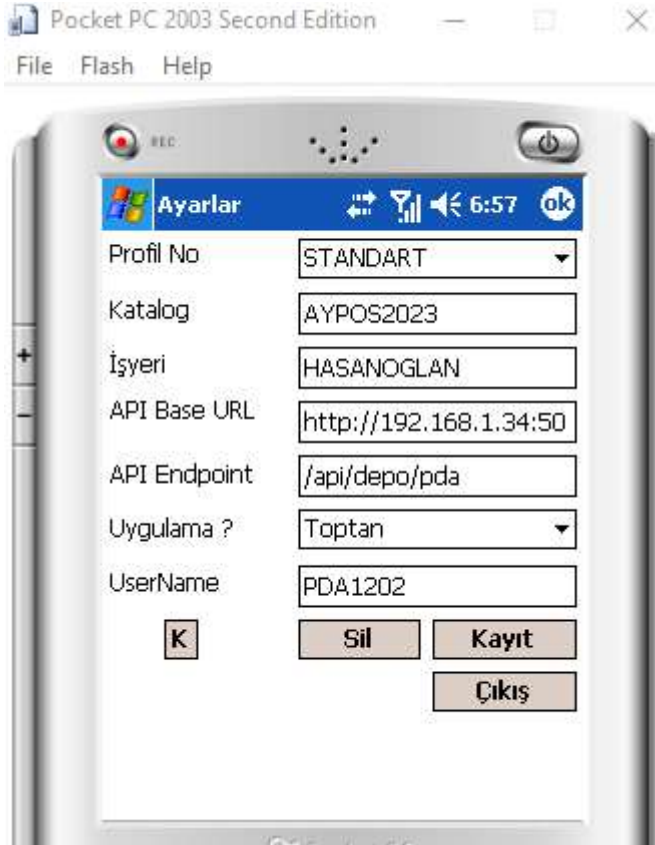 Pocket PC 2003 Second Edition
File Flash Help
REC
Ayarlar 6:57 ok
Profil No STANDART
Katalog AYPOS2023
İşyeri HASANOGLAN
API Base URL http://192.168.1.34:50
API Endpoint /api/depo/pda
Uygulama ? Toptan
UserName PDA1202
K Sil Kayıt
Çıkış